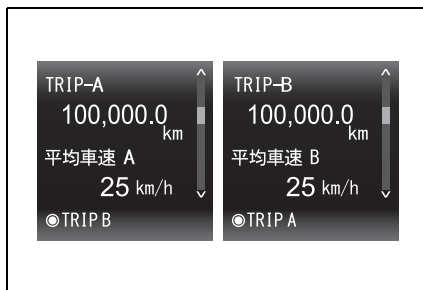 TRIP-A
100,000.0
km
平均車速 A
25 km/h
◉TRIP B
TRIP-B
100,000.0
km
平均車速 B
25 km/h
◉TRIP A